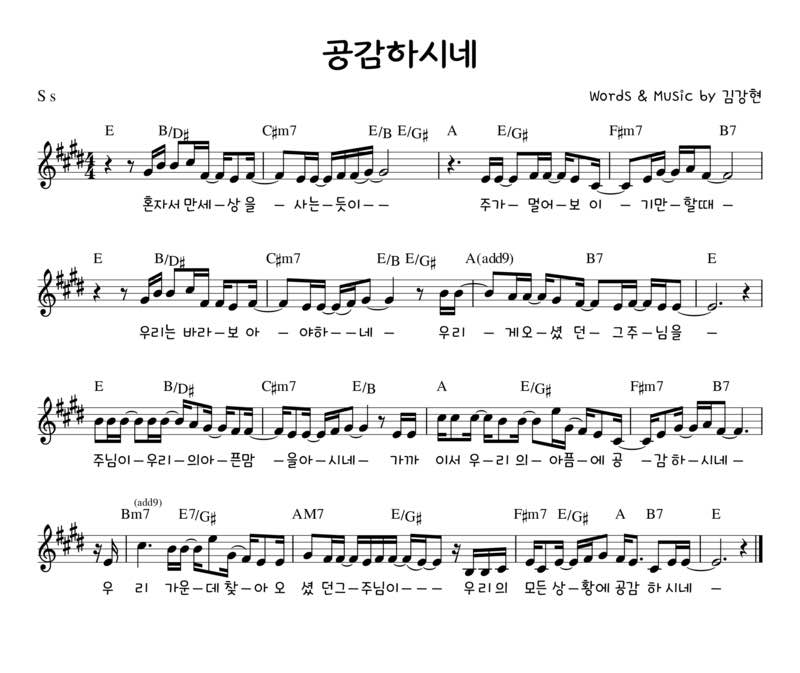 공감하시네
S s
Words & Music by 김강현
E B/D# C#m7 E/B E/G# A E/G# F#m7 B7
혼자서 만세–상 을 – 사는–듯이–– 주가– 멀어–보 이 – 기만–할때–
E B/D# C#m7 E/B E/G# A(add9) B7 E
우리는 바라–보 아 – 야하–––네 – 우리 – 게오–셨 던– 그주–님을 –
E B/D# C#m7 E/B A E/G# F#m7 B7
주님이–우리–의아–픈맘 –울아–시네– 가까 이서 우–리 의– 아픔–에 공 –감 하–시네–
Bm7(add9) E7/G# AM7 E/G# F#m7 E/G# A B7 E
우 리 가운–데 찾–아 오 셨 던그–주님이–––– 우리의 모든 상–황에 공감 하 시네 –